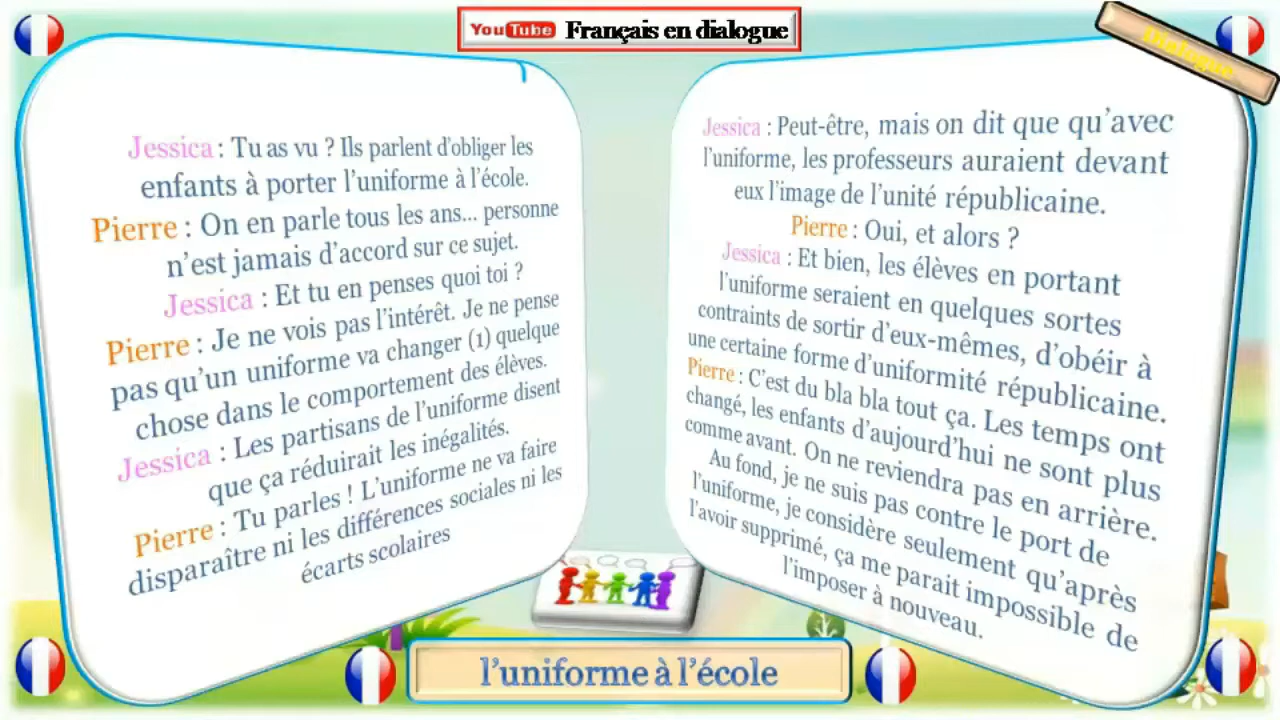 YouTube Français en dialogue
Dialogue
Jessica : Tu as vu ? Ils parlent d'obliger les
enfants à porter l'uniforme à l'école.
Pierre : On en parle tous les ans... personne
n'est jamais d'accord sur ce sujet.
Jessica : Et tu en penses quoi toi ?
Pierre : Je ne vois pas l'intérêt. Je ne pense
pas qu'un uniforme va changer (1) quelque
chose dans le comportement des élèves.
Jessica : Les partisans de l'uniforme disent
que ça réduirait les inégalités.
Pierre : Tu parles ! L'uniforme ne va faire
disparaître ni les différences sociales ni les
écarts scolaires
Jessica : Peut-être, mais on dit que qu'avec
l'uniforme, les professeurs auraient devant
eux l'image de l'unité républicaine.
Pierre : Oui, et alors ?
Jessica : Et bien, les élèves en portant
l'uniforme seraient en quelques sortes
contraints de sortir d'eux-mêmes, d'obéir à
une certaine forme d'uniformité républicaine.
Pierre : C'est du bla bla tout ça. Les temps ont
changé, les enfants d'aujourd'hui ne sont plus
comme avant. On ne reviendra pas en arrière.
Au fond, je ne suis pas contre le port de
l'uniforme, je considère seulement qu'après
l'avoir supprimé, ça me parait impossible de
l'imposer à nouveau.
l'uniforme à l'école